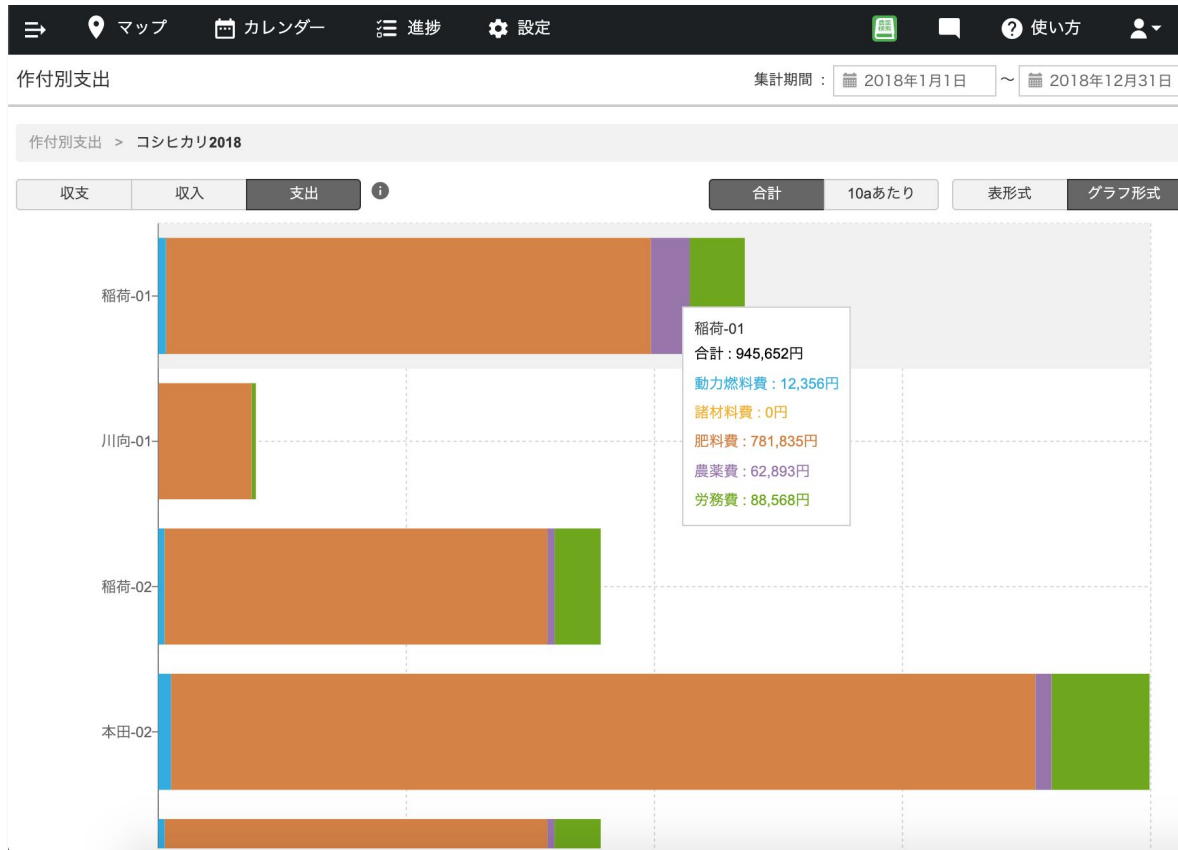 マップ カレンダー 進捗 設定 農薬検索 使い方
作付別支出 集計期間 : 2018年1月1日 ～ 2018年12月31日
作付別支出 > コシヒカリ2018
収支 収入 支出 合計 10aあたり 表形式 グラフ形式
稲荷-01
稲荷-01
合計 : 945,652円
動力燃料費 : 12,356円
諸材料費 : 0円
肥料費 : 781,835円
農薬費 : 62,893円
労務費 : 88,568円
川向-01
稲荷-02
本田-02